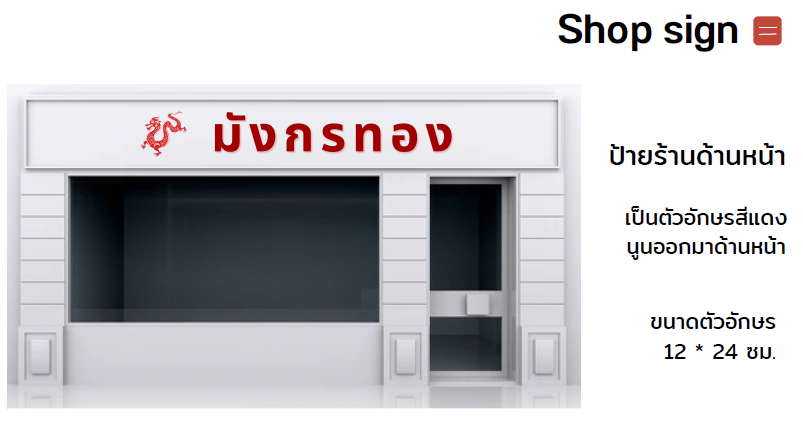 Shop sign
มังกรทอง
ป้ายร้านด้านหน้า
เป็นตัวอักษรสีแดง
นูนออกมาด้านหน้า
ขนาดตัวอักษร
12 * 24 ซม.